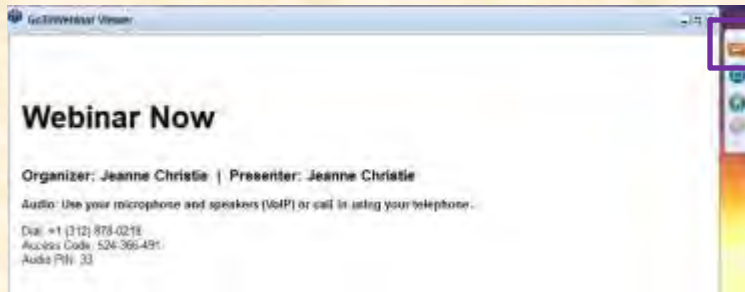 GoToWebinar Viewer
Webinar Now
Organizer: Jeanne Christie | Presenter: Jeanne Christie
Audio: Use your microphone and speakers (VoIP) or call in using your telephone.
Dial: +1 (312) 878-0218
Access Code: 524-366-491
Audio PIN: 33